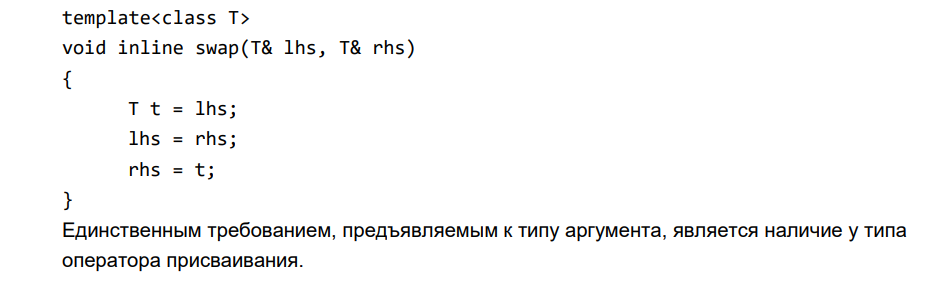 template<class T>
void inline swap(T& lhs, T& rhs)
{
T t = lhs;
lhs = rhs;
rhs = t;
}
Единственным требованием, предъявляемым к типу аргумента, является наличие у типа
оператора присваивания.